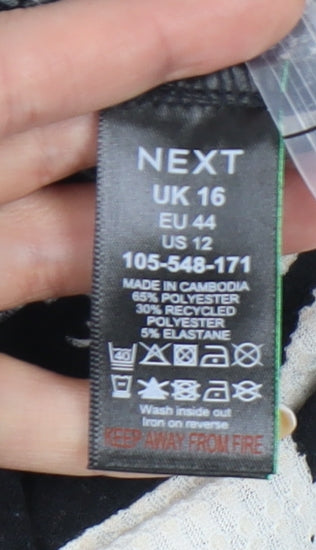 NEXT
UK 16
EU 44
US 12
105-548-171
MADE IN CAMBODIA
65% POLYESTER
30% RECYCLED
POLYESTER
5% ELASTANE
40
Wash inside out
Iron on reverse
KEEP AWAY FROM FIRE